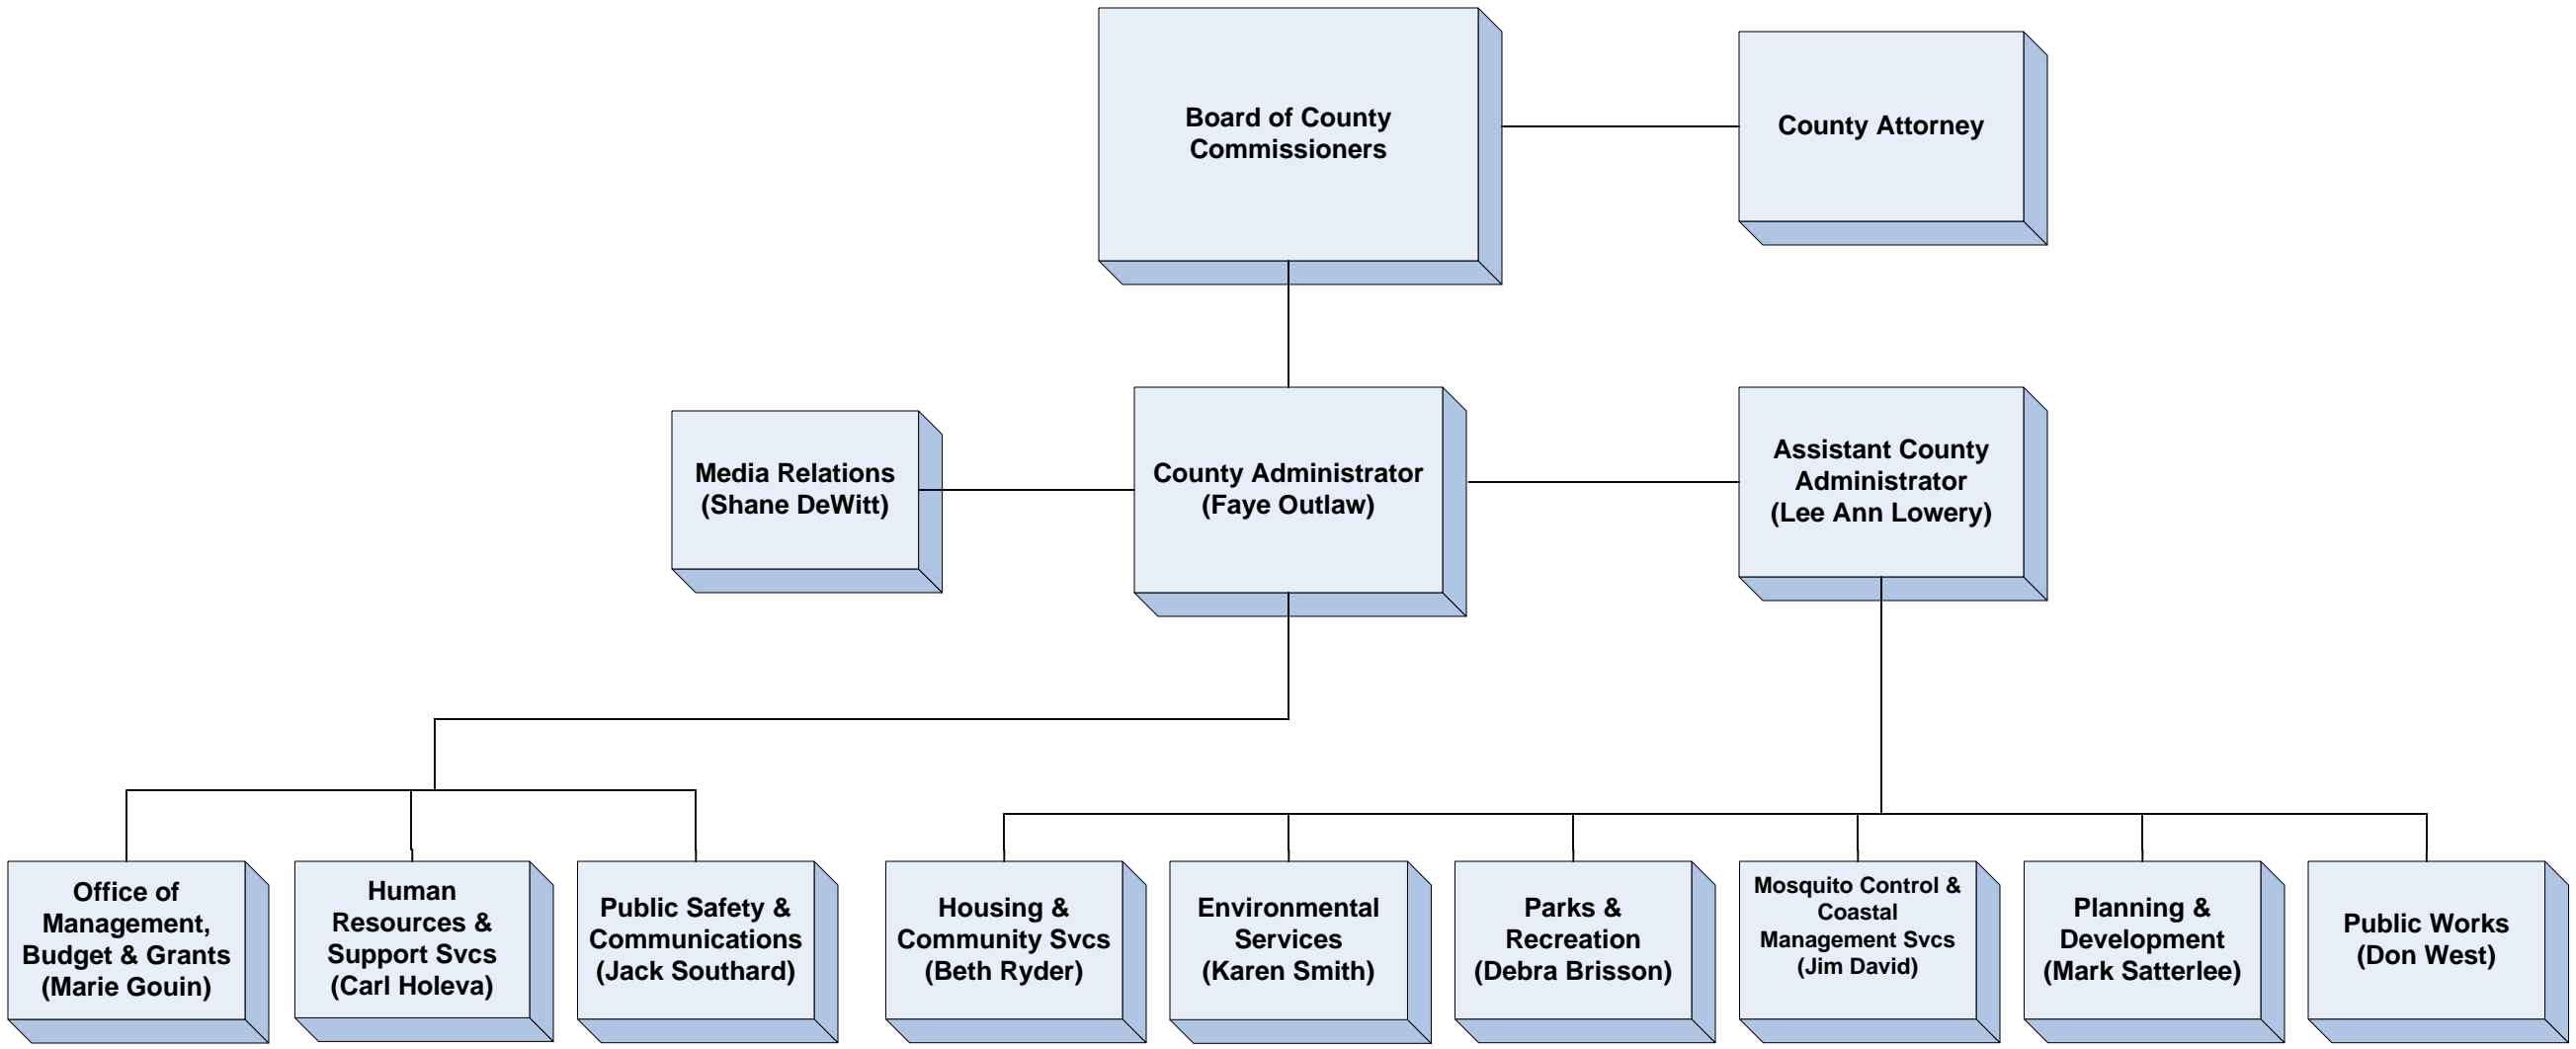 Board of County
Commissioners
County Attorney
Media Relations
(Shane DeWitt)
County Administrator
(Faye Outlaw)
Assistant County
Administrator
(Lee Ann Lowery)
Office of
Management,
Budget & Grants
(Marie Gouin)
Human
Resources &
Support Svcs
(Carl Holeva)
Public Safety &
Communications
(Jack Southard)
Housing &
Community Svcs
(Beth Ryder)
Environmental
Services
(Karen Smith)
Parks &
Recreation
(Debra Brisson)
Mosquito Control &
Coastal
Management Svcs
(Jim David)
Planning &
Development
(Mark Satterlee)
Public Works
(Don West)